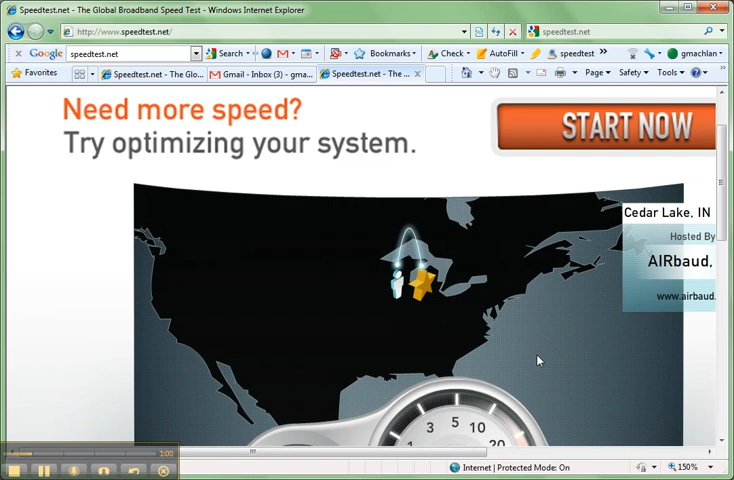 Speedtest.net - The Global Broadband Speed Test - Windows Internet Explorer
http://www.speedtest.net/
speedtest.net
Google
speedtest.net
Search
Bookmarks
Check
AutoFill
speedtest
gmachlan
Favorites
Speedtest.net - The Glo...
Gmail - Inbox (3) - gma...
Speedtest.net - The ...
Page
Safety
Tools
Need more speed?
Try optimizing your system.
START NOW
Cedar Lake, IN
Hosted By
AIRbaud,
www.airbaud.
1
3
5
10
20
1:00
Internet | Protected Mode: On
150%